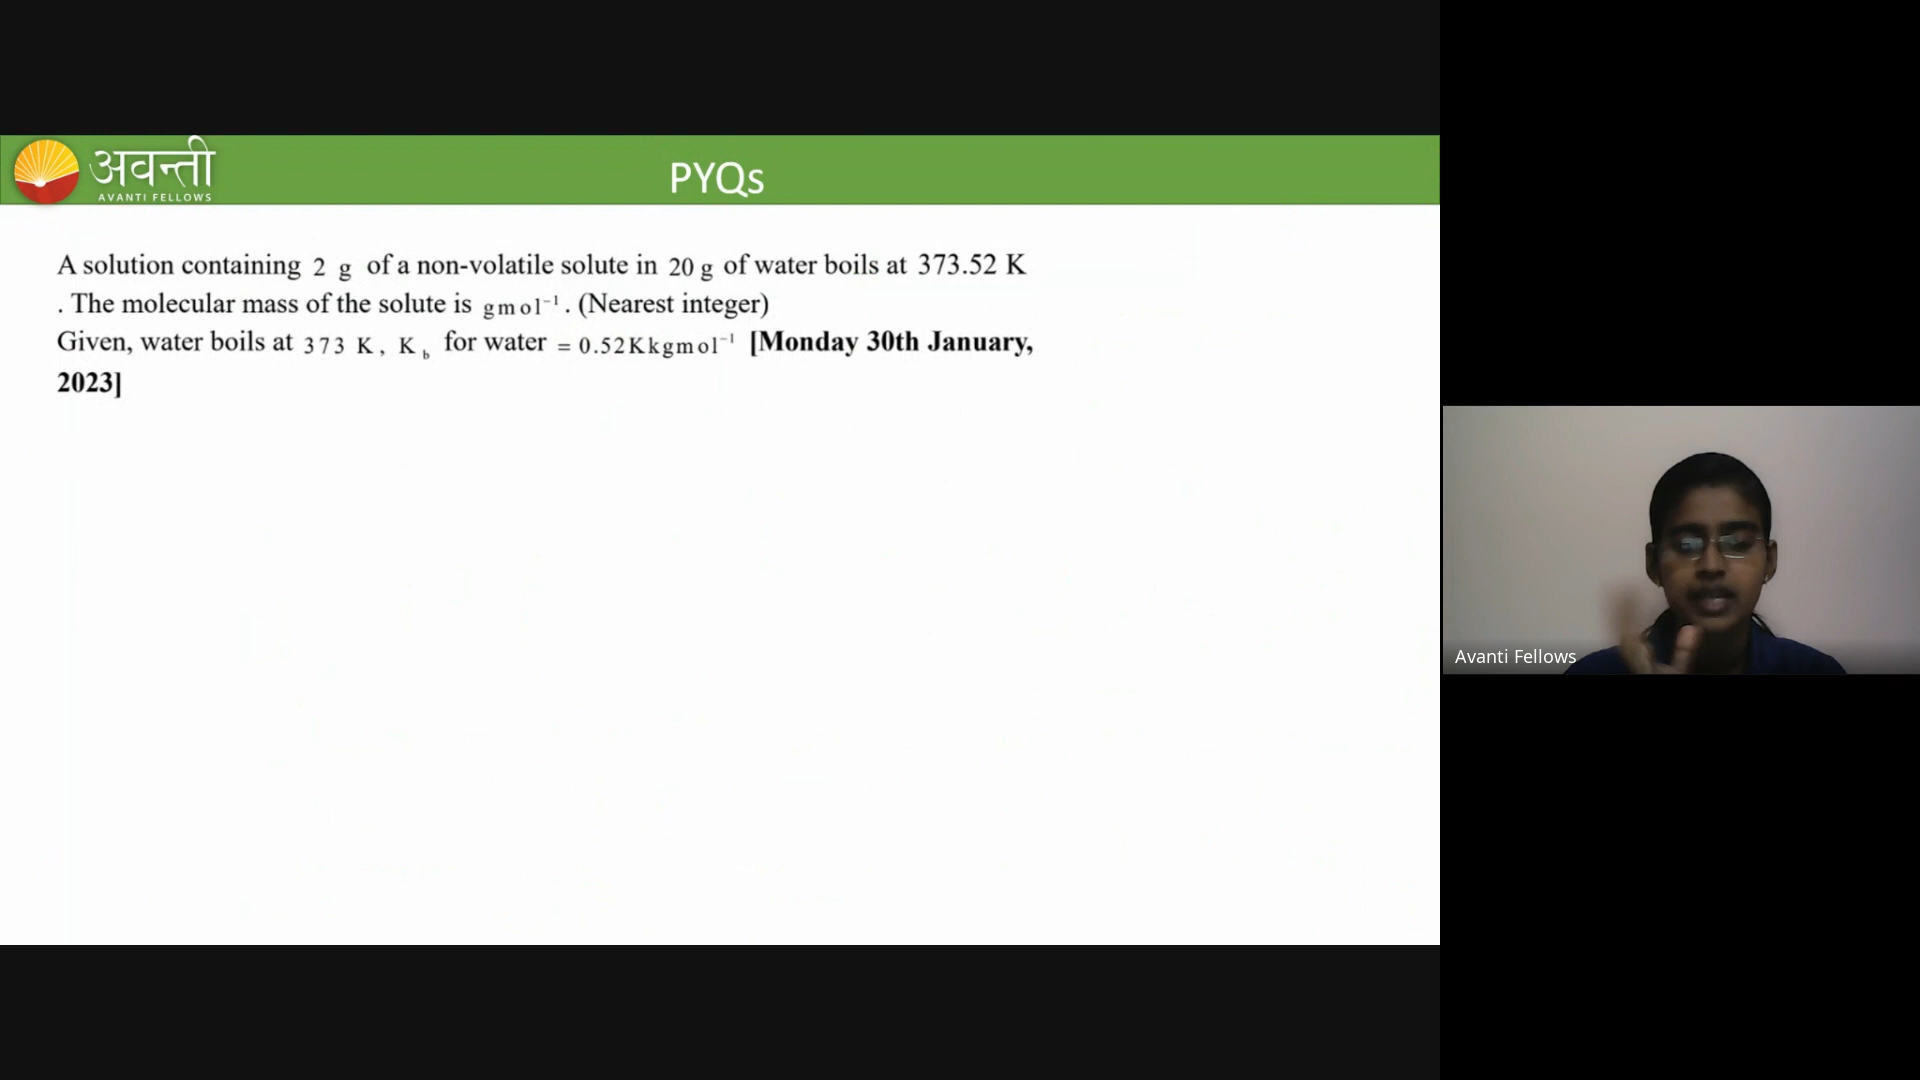 अवन्ती
AVANTI FELLOWS
PYQs
A solution containing 2 g of a non-volatile solute in 20 g of water boils at 373.52 K
. The molecular mass of the solute is gmol⁻¹. (Nearest integer)
Given, water boils at 373 K, K_b for water = 0.52Kkgmol⁻¹ [Monday 30th January,
2023]
Avanti Fellows